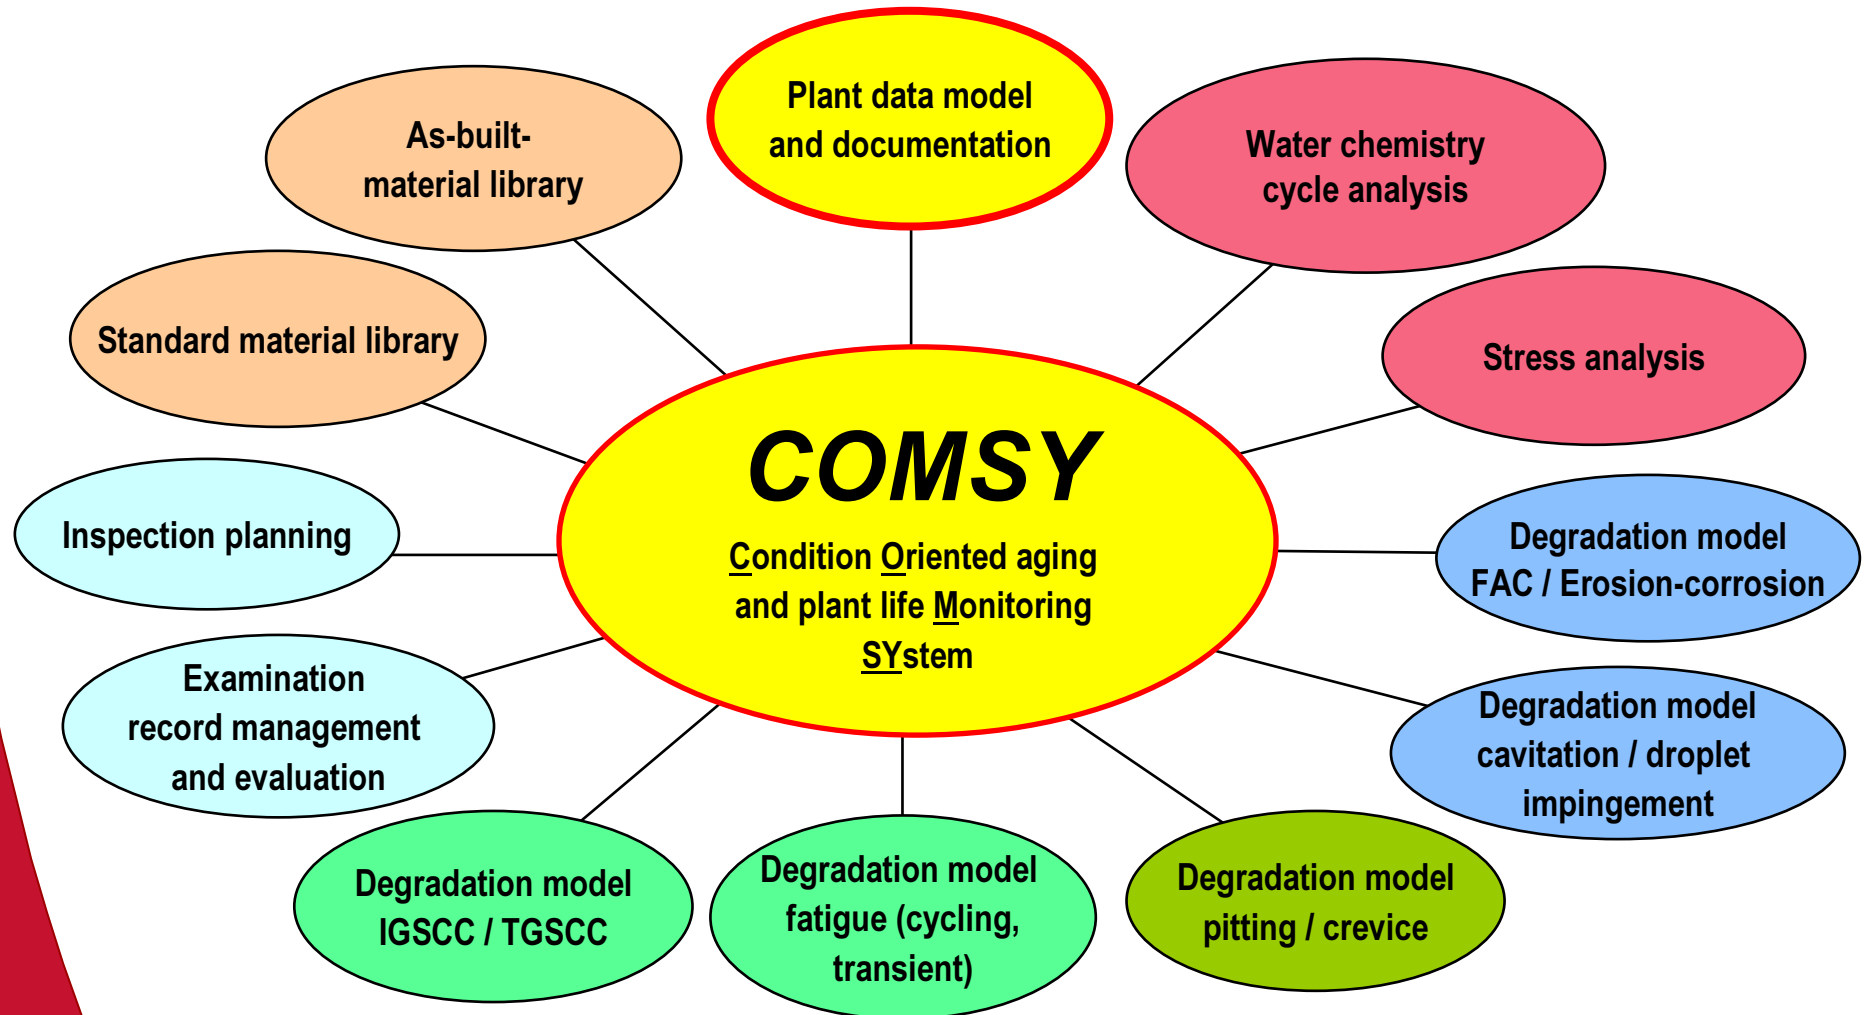 Plant data model
and documentation
As-built-
material library
Water chemistry
cycle analysis
Standard material library
Stress analysis
COMSY
Condition Oriented aging
and plant life Monitoring
SYstem
Inspection planning
Degradation model
FAC / Erosion-corrosion
Examination
record management
and evaluation
Degradation model
cavitation / droplet
impingement
Degradation model
IGSCC / TGSCC
Degradation model
fatigue (cycling,
transient)
Degradation model
pitting / crevice